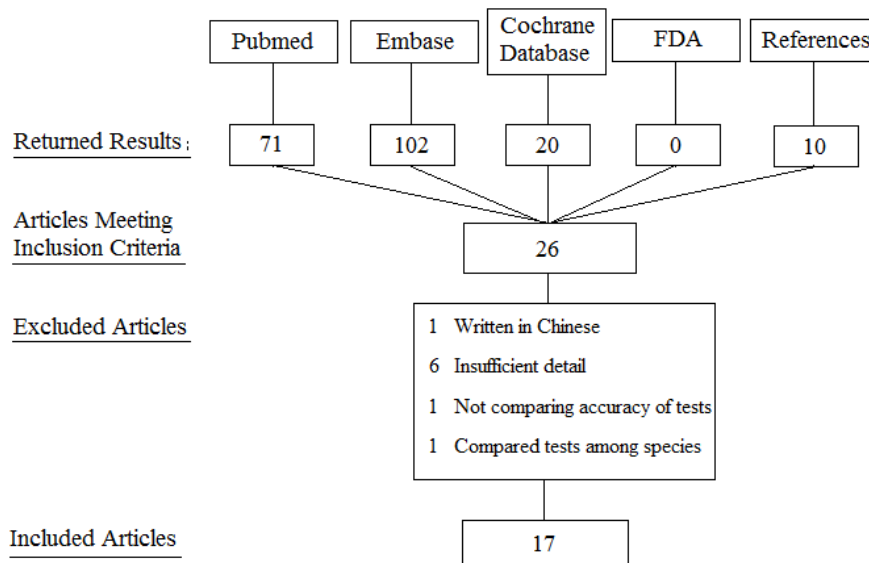 Pubmed
Embase
Cochrane
Database
FDA
References
Returned Results :
71
102
20
0
10
Articles Meeting
Inclusion Criteria
26
Excluded Articles
1 Written in Chinese
6 Insufficient detail
1 Not comparing accuracy of tests
1 Compared tests among species
Included Articles
17